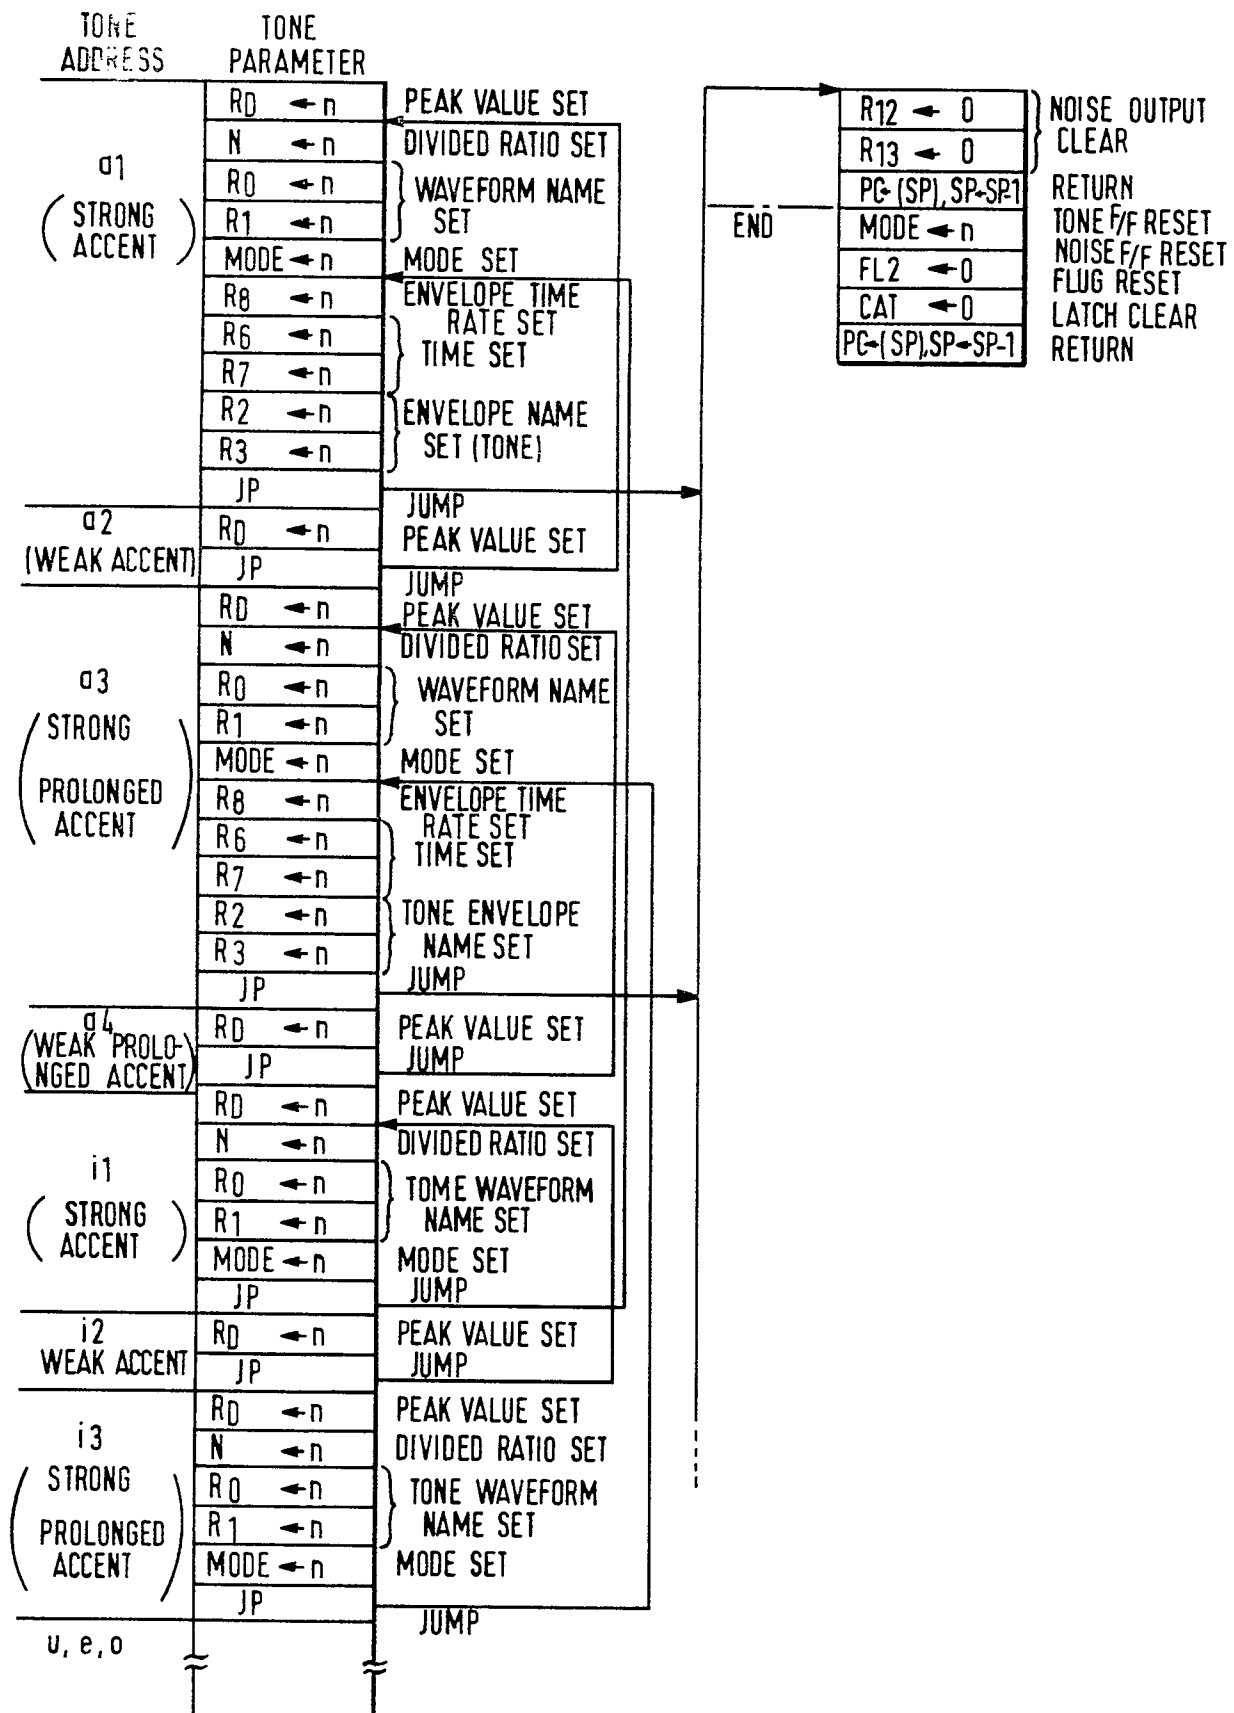 TONE ADDRESS
TONE PARAMETER
a1
(STRONG ACCENT)
RD ←n PEAK VALUE SET
N ←n DIVIDED RATIO SET
R0 ←n WAVEFORM NAME SET
R1 ←n
MODE←n MODE SET
R8 ←n ENVELOPE TIME RATE SET
R6 ←n TIME SET
R7 ←n
R2 ←n ENVELOPE NAME SET (TONE)
R3 ←n
JP JUMP
a2
(WEAK ACCENT)
RD ←n PEAK VALUE SET
JP JUMP
a3
(STRONG PROLONGED ACCENT)
RD ←n PEAK VALUE SET
N ←n DIVIDED RATIO SET
R0 ←n WAVEFORM NAME SET
R1 ←n
MODE←n MODE SET
R8 ←n ENVELOPE TIME RATE SET
R6 ←n TIME SET
R7 ←n
R2 ←n TONE ENVELOPE NAME SET
R3 ←n
JP JUMP
a4
(WEAK PROLO-
NGED ACCENT)
RD ←n PEAK VALUE SET
JP JUMP
i1
(STRONG ACCENT)
RD ←n PEAK VALUE SET
N ←n DIVIDED RATIO SET
R0 ←n TOME WAVEFORM NAME SET
R1 ←n
MODE←n MODE SET
JP JUMP
i2
WEAK ACCENT
RD ←n PEAK VALUE SET
JP JUMP
i3
(STRONG PROLONGED ACCENT)
RD ←n PEAK VALUE SET
N ←n DIVIDED RATIO SET
R0 ←n TONE WAVEFORM NAME SET
R1 ←n
MODE←n MODE SET
JP JUMP
u, e, o
R12 ← 0 NOISE OUTPUT CLEAR
R13 ← 0
PC←(SP), SP←SP-1 RETURN
END
MODE←n TONE F/F RESET
NOISE F/F RESET
FL2 ←0 FLUG RESET
CAT ←0 LATCH CLEAR
PC←(SP),SP←SP-1 RETURN